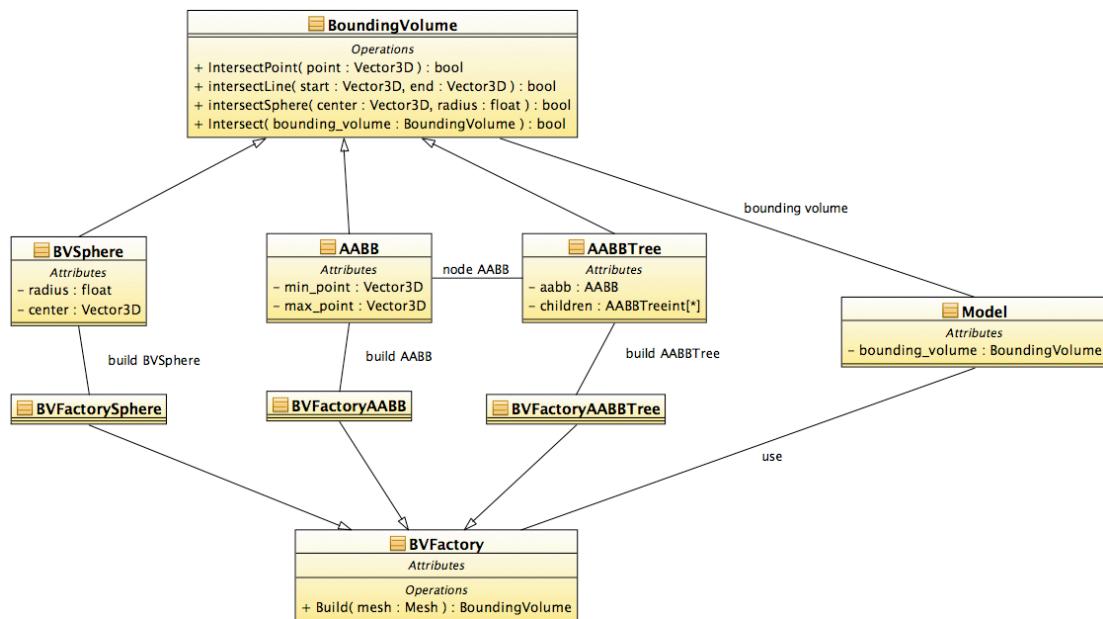 BoundingVolume
Operations
+ IntersectPoint( point : Vector3D ) : bool
+ intersectLine( start : Vector3D, end : Vector3D ) : bool
+ intersectSphere( center : Vector3D, radius : float ) : bool
+ Intersect( bounding_volume : BoundingVolume ) : bool
bounding volume
BVSphere
Attributes
– radius : float
– center : Vector3D
AABB
Attributes
– min_point : Vector3D
– max_point : Vector3D
node AABB
AABBTree
Attributes
– aabb : AABB
– children : AABBTreeint[*]
Model
Attributes
– bounding_volume : BoundingVolume
build BVSphere
build AABB
build AABBTree
BVFactorySphere
BVFactoryAABB
BVFactoryAABBTree
use
BVFactory
Attributes
Operations
+ Build( mesh : Mesh ) : BoundingVolume